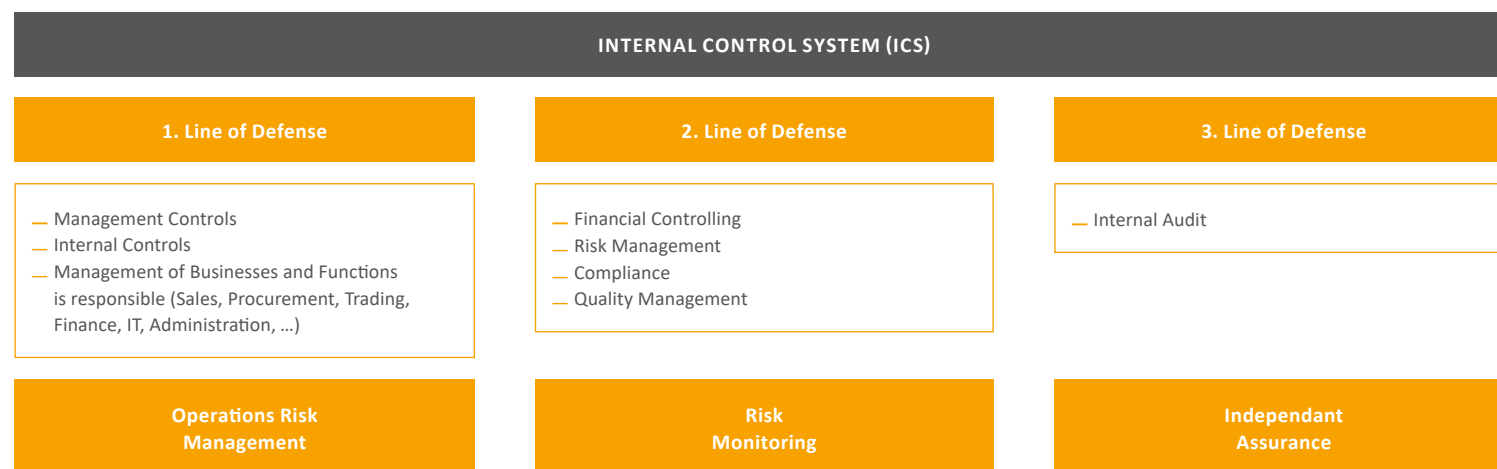 INTERNAL CONTROL SYSTEM (ICS)
1. Line of Defense
— Management Controls
— Internal Controls
— Management of Businesses and Functions
is responsible (Sales, Procurement, Trading,
Finance, IT, Administration, …)
Operations Risk
Management
2. Line of Defense
— Financial Controlling
— Risk Management
— Compliance
— Quality Management
Risk
Monitoring
3. Line of Defense
— Internal Audit
Independant
Assurance